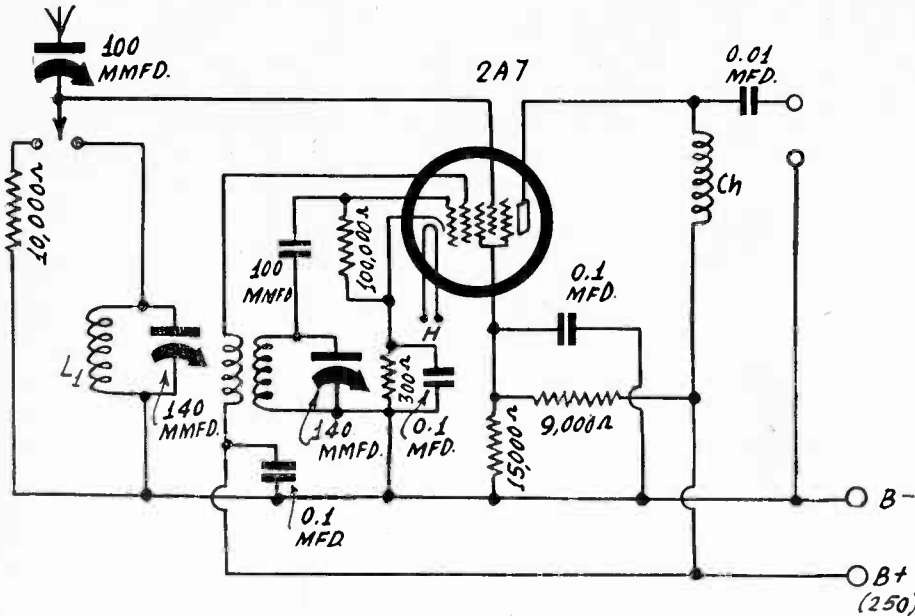 100
MMFD.
2A7
0.01
MFD.
10,000Ω
Ch
100,000Ω
100
MMFD
0.1
MFD.
H
L1
300Ω
140
MMFD.
140
MMFD.
0.1
MFD.
9,000Ω
15,000Ω
0.1
MFD
B-
B+
(250)